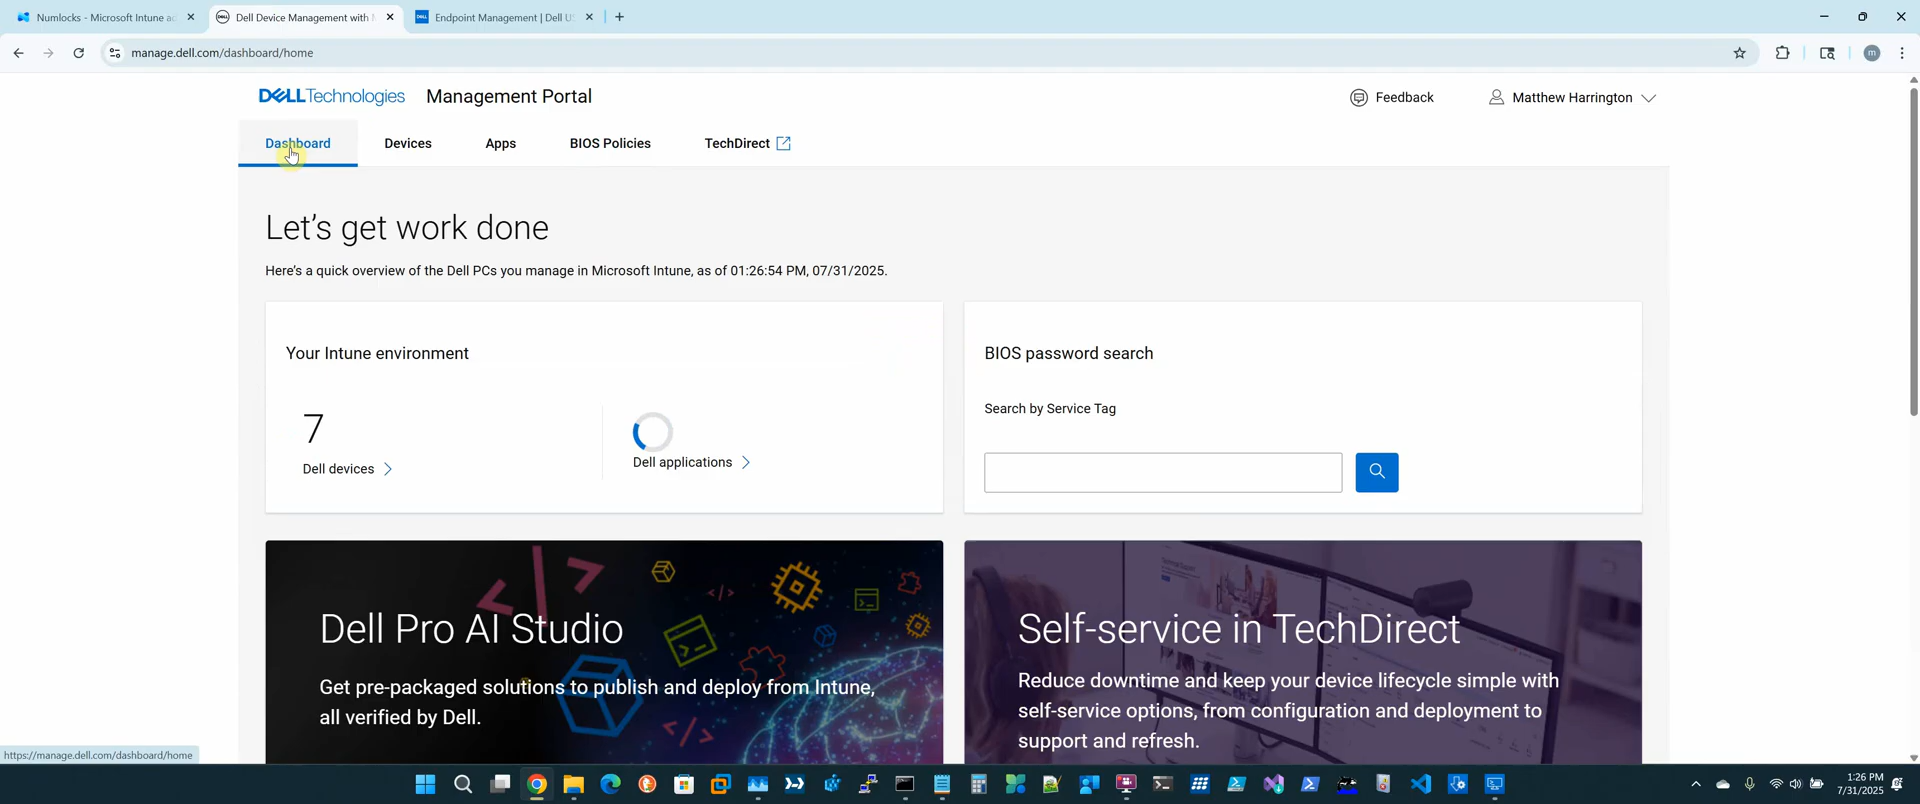 Numlocks - Microsoft Intune ac
Dell Device Management with M
Endpoint Management | Dell U
manage.dell.com/dashboard/home
m
DELL Technologies
Management Portal
Feedback
Matthew Harrington
Dashboard
Devices
Apps
BIOS Policies
TechDirect
Let's get work done
Here's a quick overview of the Dell PCs you manage in Microsoft Intune, as of 01:26:54 PM, 07/31/2025.
Your Intune environment
7
Dell devices
Dell applications
BIOS password search
Search by Service Tag
Dell Pro AI Studio
Get pre-packaged solutions to publish and deploy from Intune,
all verified by Dell.
Self-service in TechDirect
Reduce downtime and keep your device lifecycle simple with
self-service options, from configuration and deployment to
support and refresh.
https://manage.dell.com/dashboard/home
1:26 PM
7/31/2025